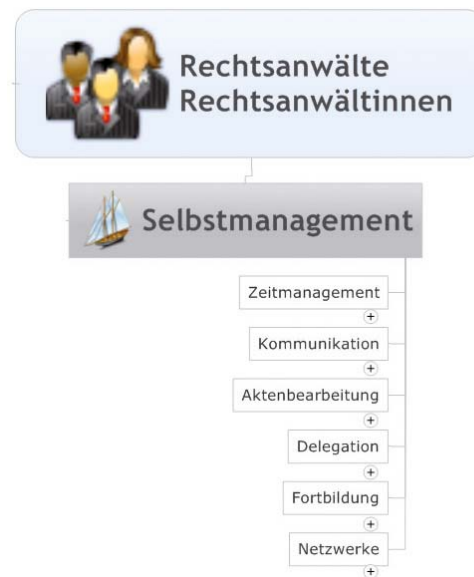 Rechtsanwälte
Rechtsanwältinnen
Selbstmanagement
Zeitmanagement
Kommunikation
Aktenbearbeitung
Delegation
Fortbildung
Netzwerke